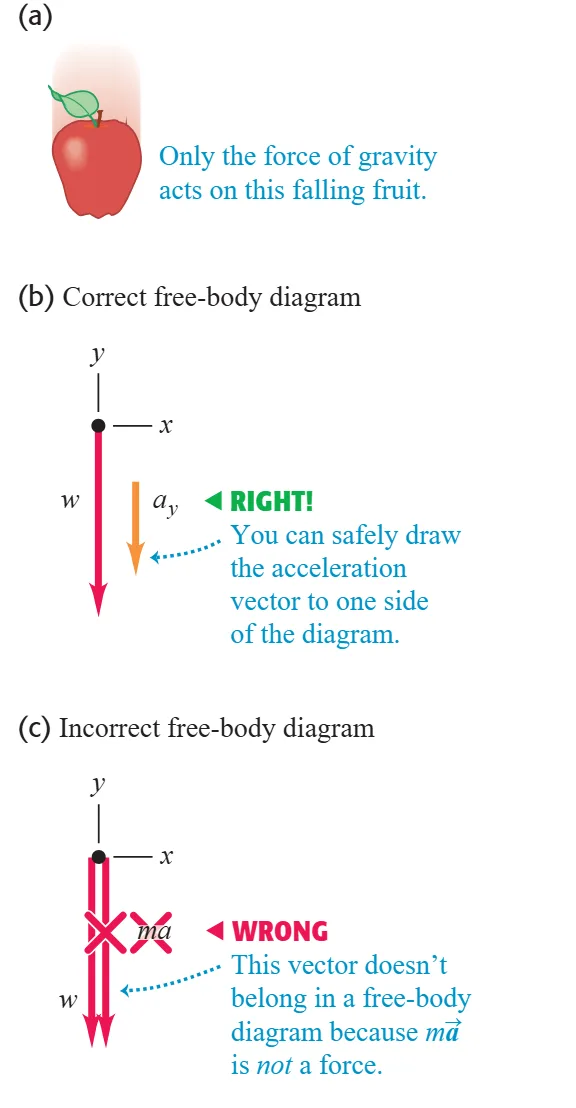 (a)
Only the force of gravity
acts on this falling fruit.
(b) Correct free-body diagram
y
x
w
a_y
RIGHT!
You can safely draw
the acceleration
vector to one side
of the diagram.
(c) Incorrect free-body diagram
y
x
ma
WRONG
This vector doesn’t
w
belong in a free-body
diagram because ma⃗
is not a force.